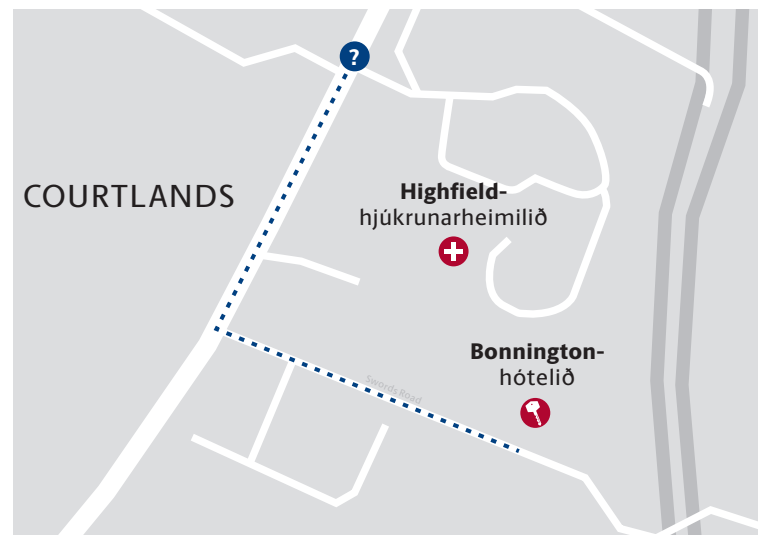 ?
COURTLANDS
Highfield-
hjúkrunarheimilið
Bonnington-
hótelið
Swords Road